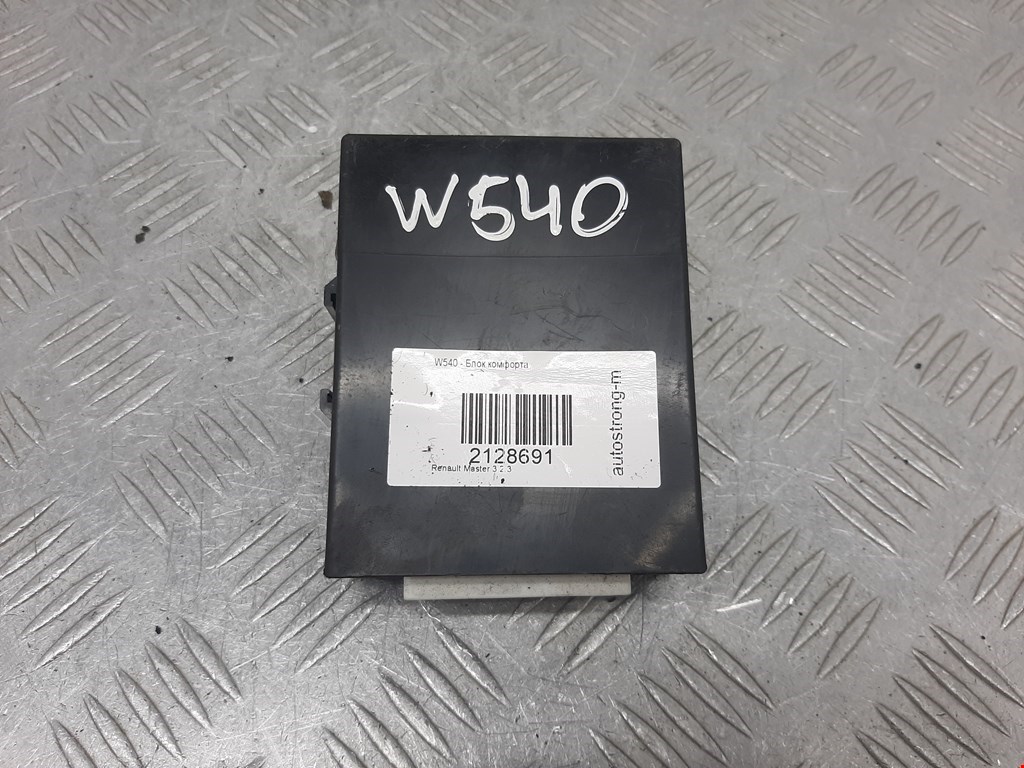 W540
W540 - Блок комфорта
2128691
Renault Master 3 2.3
autostrong-m